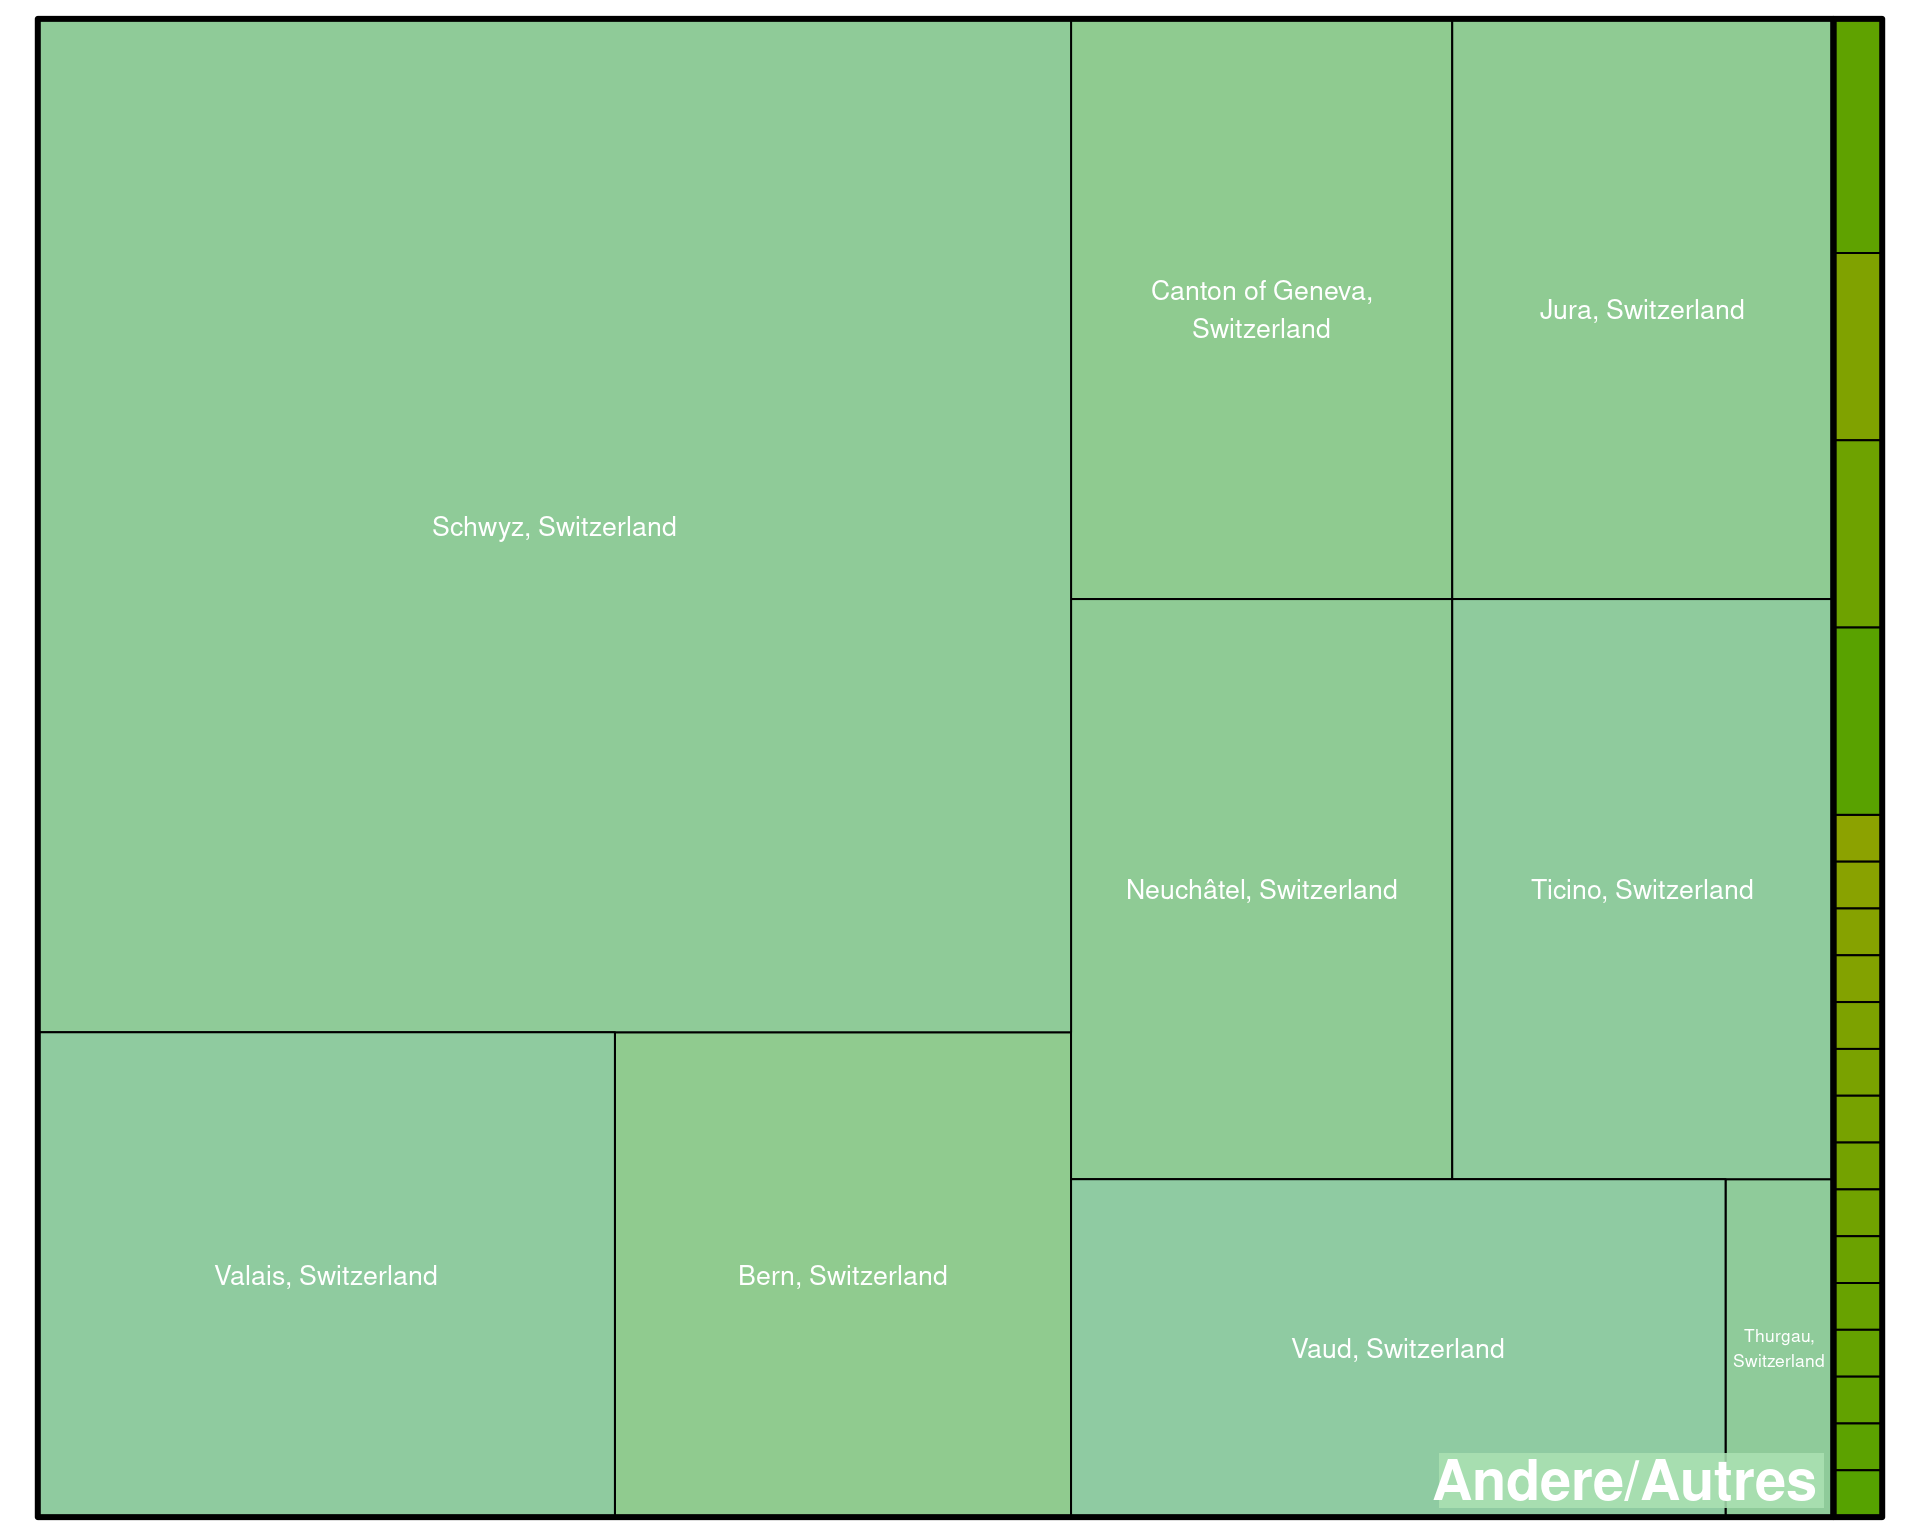 Schwyz, Switzerland
Canton of Geneva,
Switzerland
Jura, Switzerland
Neuchâtel, Switzerland
Ticino, Switzerland
Valais, Switzerland
Bern, Switzerland
Vaud, Switzerland
Thurgau,
Switzerland
Andere/Autres